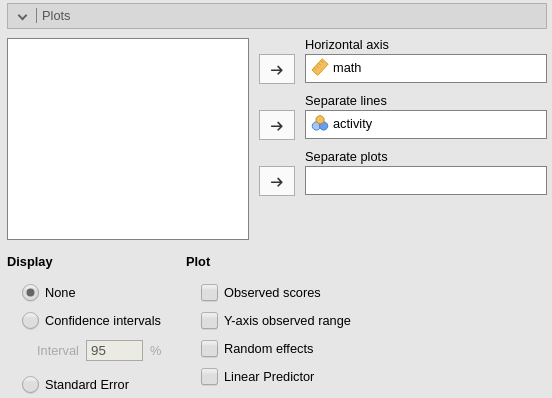 Plots
Horizontal axis
math
Separate lines
activity
Separate plots
Display
Plot
None
Observed scores
Confidence intervals
Y-axis observed range
Interval 95 %
Random effects
Standard Error
Linear Predictor